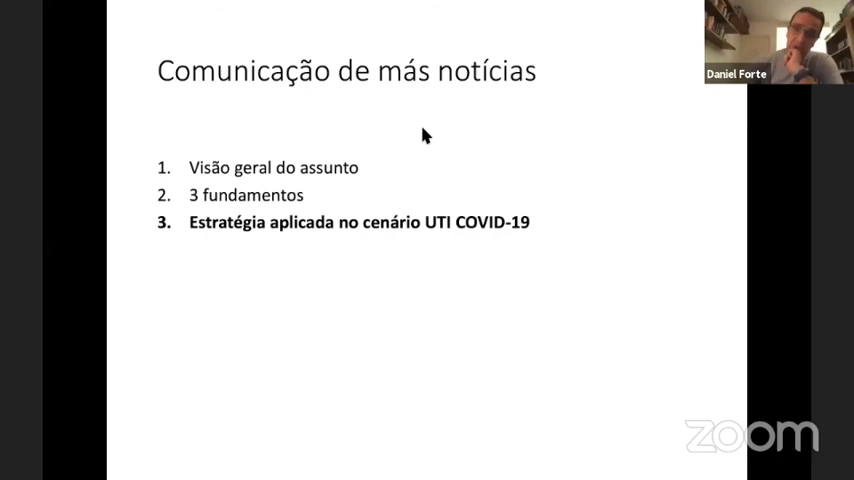 Comunicação de más notícias
Daniel Forte
1. Visão geral do assunto
2. 3 fundamentos
3. Estratégia aplicada no cenário UTI COVID-19
zoom